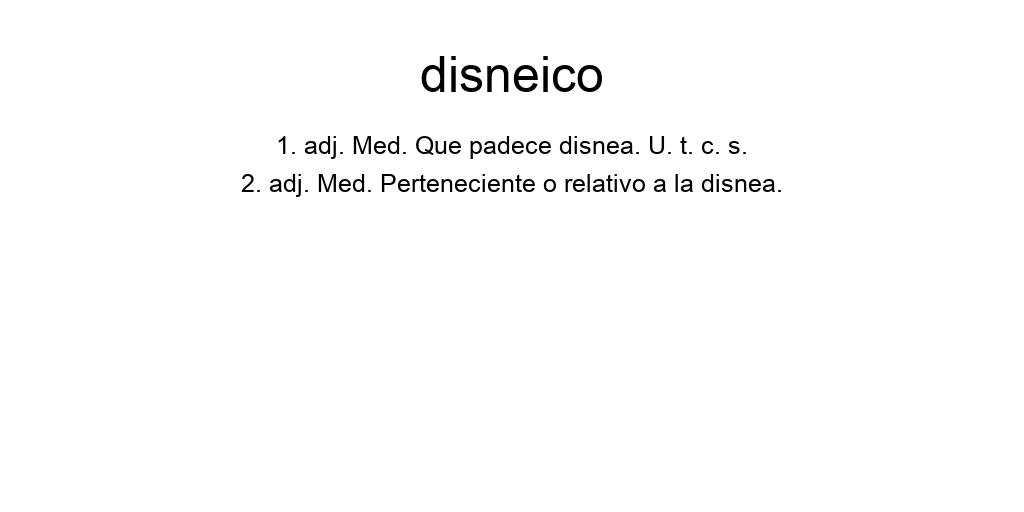 disneico
1. adj. Med. Que padece disnea. U. t. c. s.
2. adj. Med. Perteneciente o relativo a la disnea.